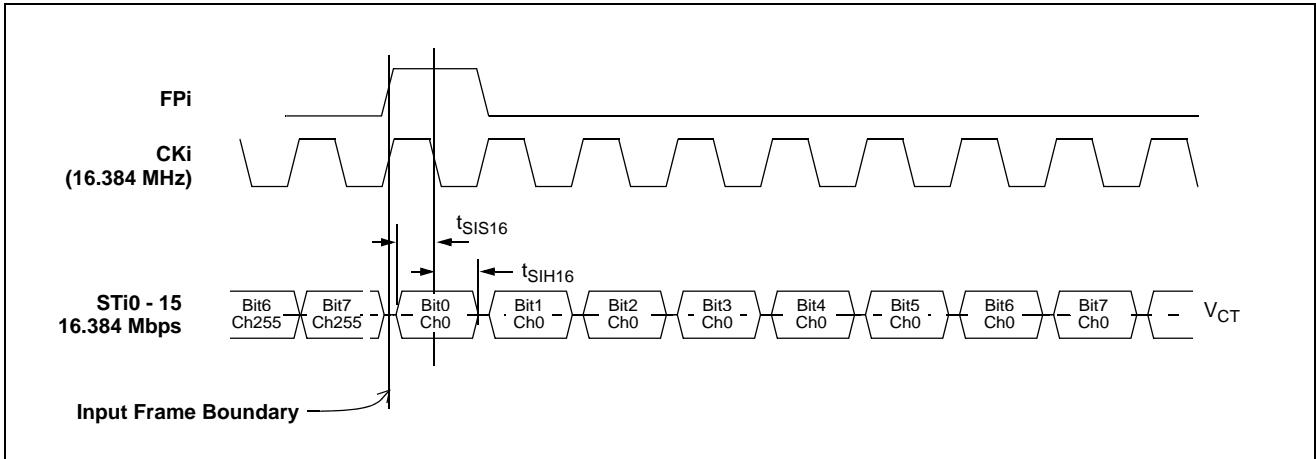 FPi
CKi
(16.384 MHz)
tSIS16
tSIH16
STi0 - 15
16.384 Mbps
Bit6 Bit7 Bit0 Bit1 Bit2 Bit3 Bit4 Bit5 Bit6 Bit7
Ch255 Ch255 Ch0 Ch0 Ch0 Ch0 Ch0 Ch0 Ch0 Ch0
VCT
Input Frame Boundary